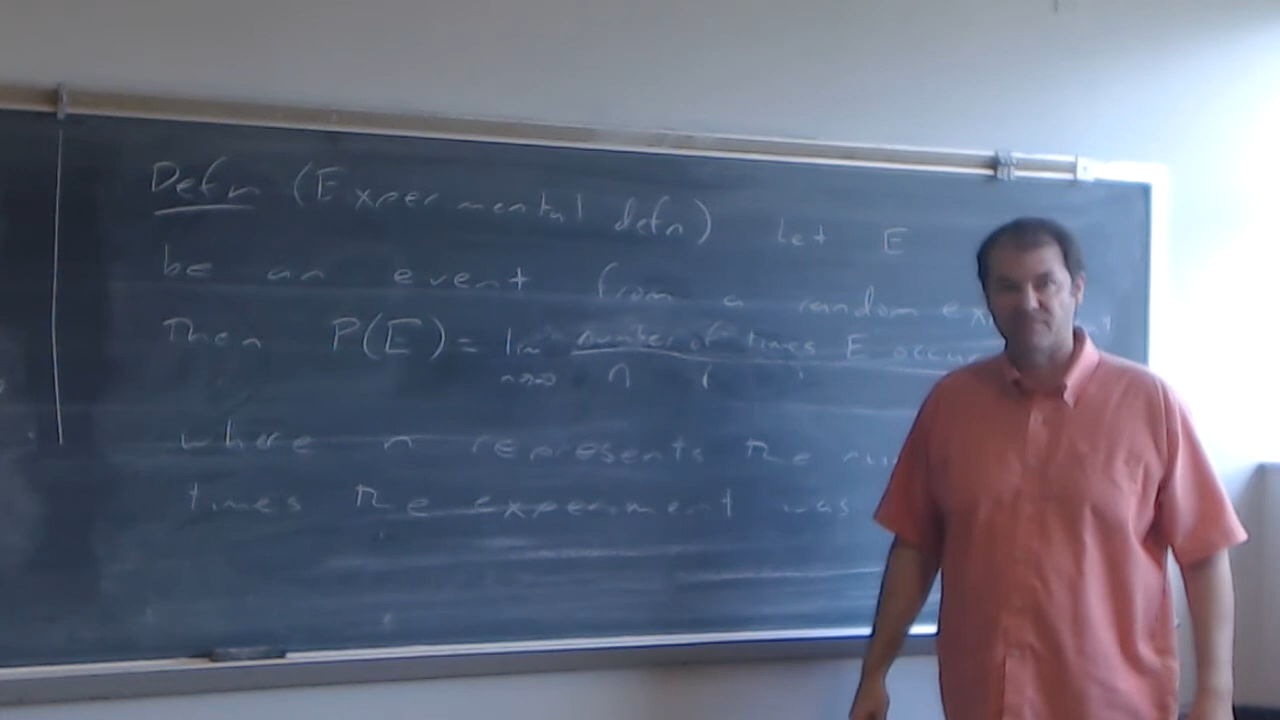 Defn (Experimental defn) Let E
be an event from a random
Then P(E) = lim number of times E
n→∞ n
where n represents the
times the experiment was